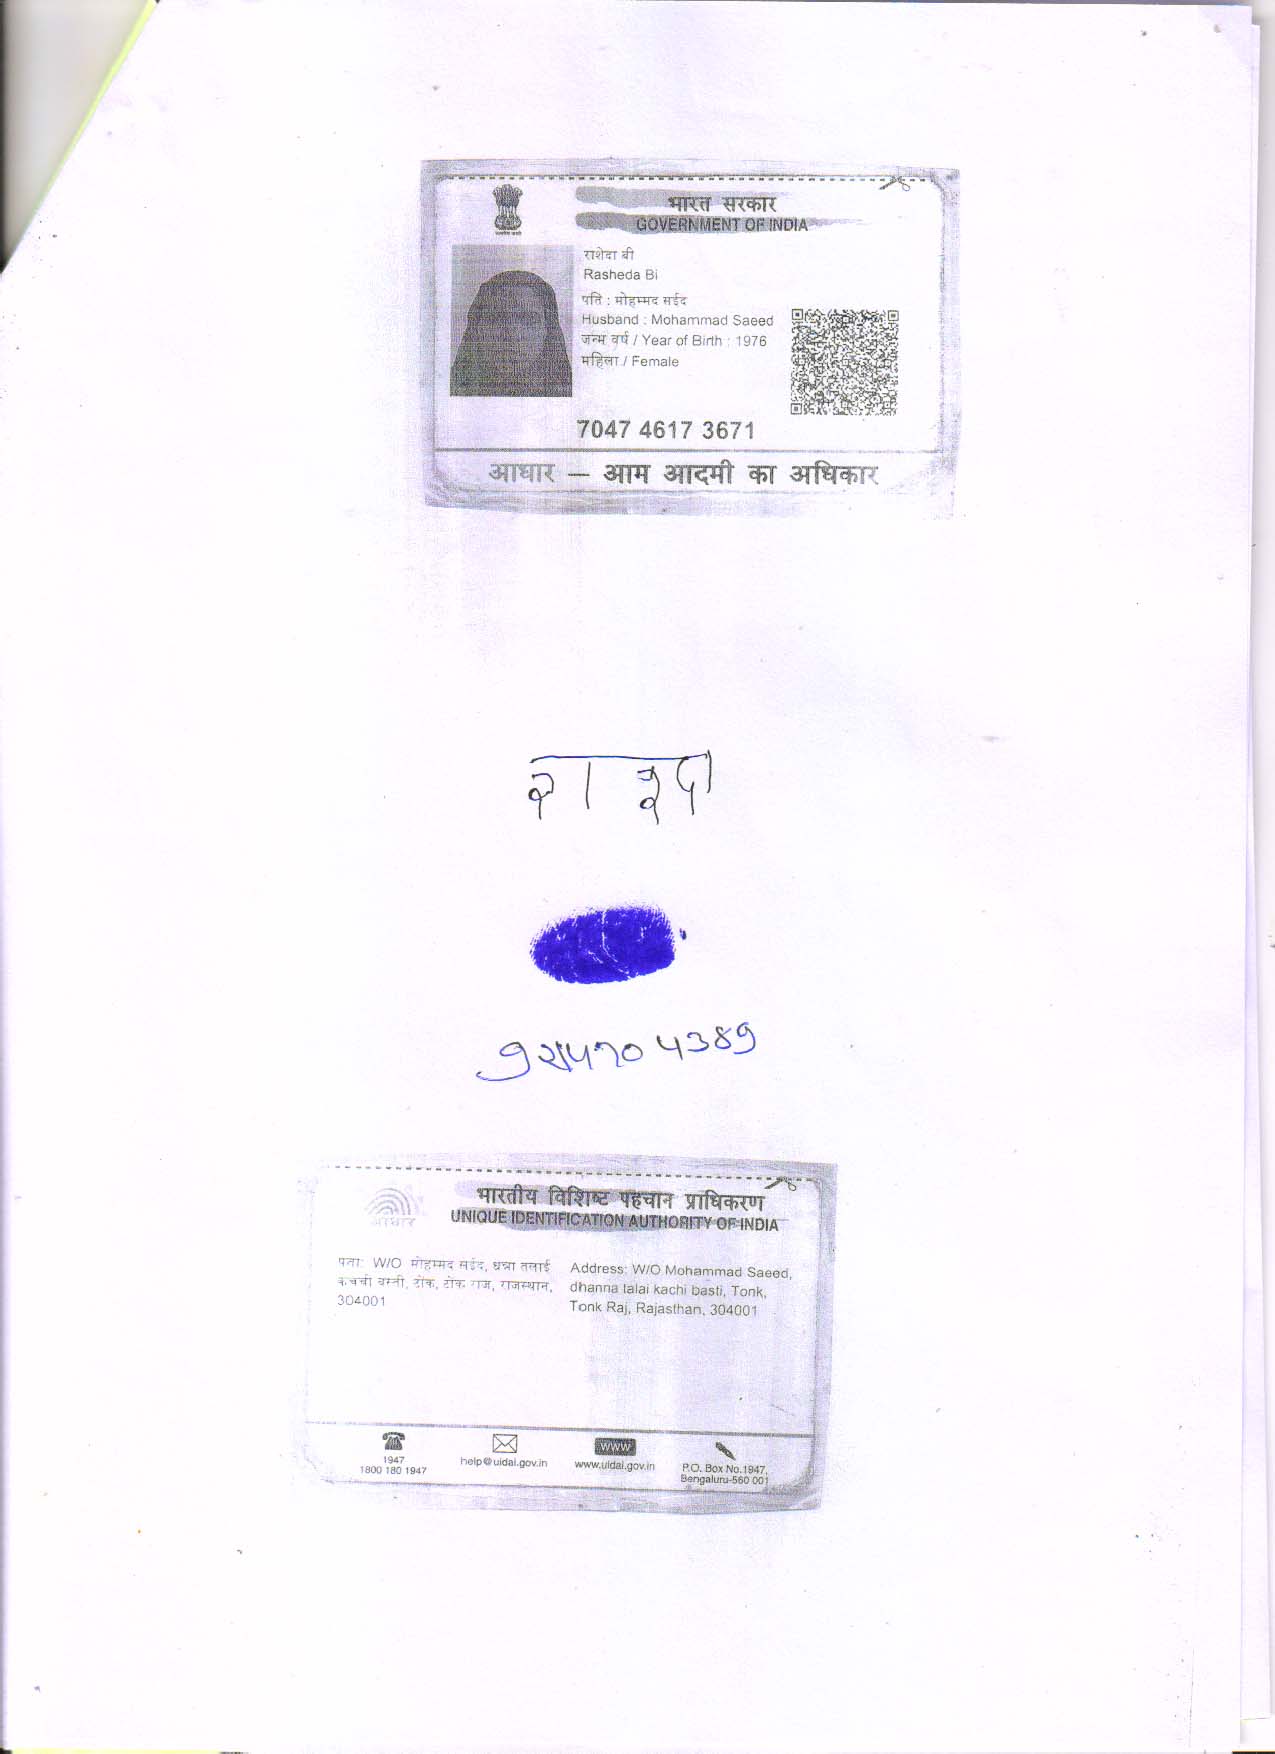 भारत सरकार
GOVERNMENT OF INDIA
राशेदा बी
Rasheda Bi
पति : मोहम्मद सईद
Husband : Mohammad Saeed
जन्म वर्ष / Year of Birth : 1976
महिला / Female
7047 4617 3671
आधार — आम आदमी का अधिकार
भारतीय विशिष्ट पहचान प्राधिकरण
UNIQUE IDENTIFICATION AUTHORITY OF INDIA
आधार
पता: W/O मोहम्मद सईद, धन्ना तलाई
कच्ची बस्ती, टोंक, टोंक राज, राजस्थान,
304001
Address: W/O Mohammad Saeed,
dhanna talai kachi basti, Tonk,
Tonk Raj, Rajasthan, 304001
1947
1800 180 1947
help@uidai.gov.in
www
www.uidai.gov.in
P.O. Box No.1947,
Bengaluru-560 001